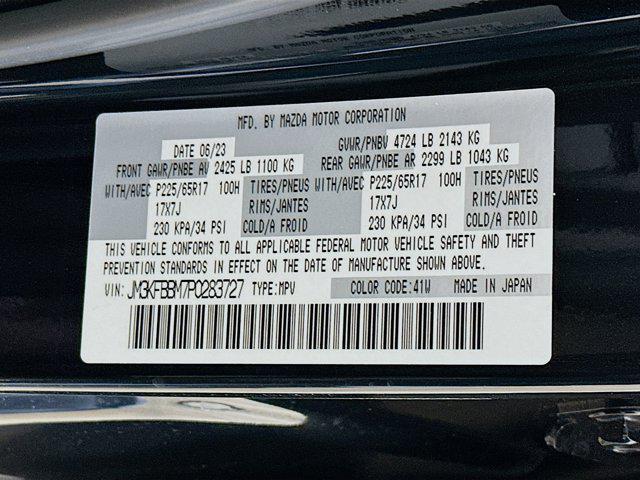 MFD. BY MAZDA MOTOR CORPORATION
DATE 06/23 GVWR/PNBV 4724 LB 2143 KG
FRONT GAWR/PNBE AV 2425 LB 1100 KG REAR GAWR/PNBE AR 2299 LB 1043 KG
WITH/AVEC P225/65R17 100H TIRES/PNEUS WITH/AVEC P225/65R17 100H TIRES/PNEUS
17X7J RIMS/JANTES 17X7J RIMS/JANTES
230 KPA/34 PSI COLD/A FROID 230 KPA/34 PSI COLD/A FROID
THIS VEHICLE CONFORMS TO ALL APPLICABLE FEDERAL MOTOR VEHICLE SAFETY AND THEFT
PREVENTION STANDARDS IN EFFECT ON THE DATE OF MANUFACTURE SHOWN ABOVE.
VIN: JM3KFBBM7P0283727 TYPE:MPV COLOR CODE:41W MADE IN JAPAN